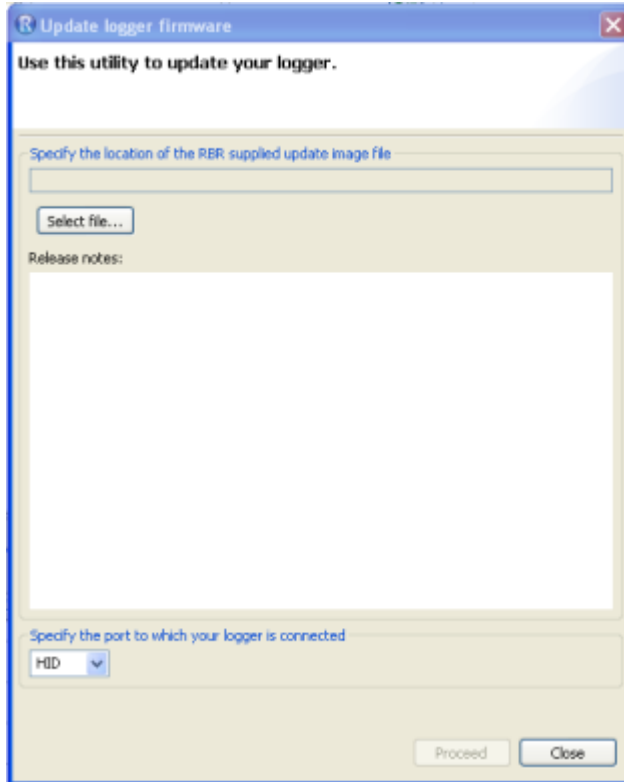 R Update logger firmware
Use this utility to update your logger.
Specify the location of the RBR supplied update image file
Select file...
Release notes:
Specify the port to which your logger is connected
HID
Proceed Close